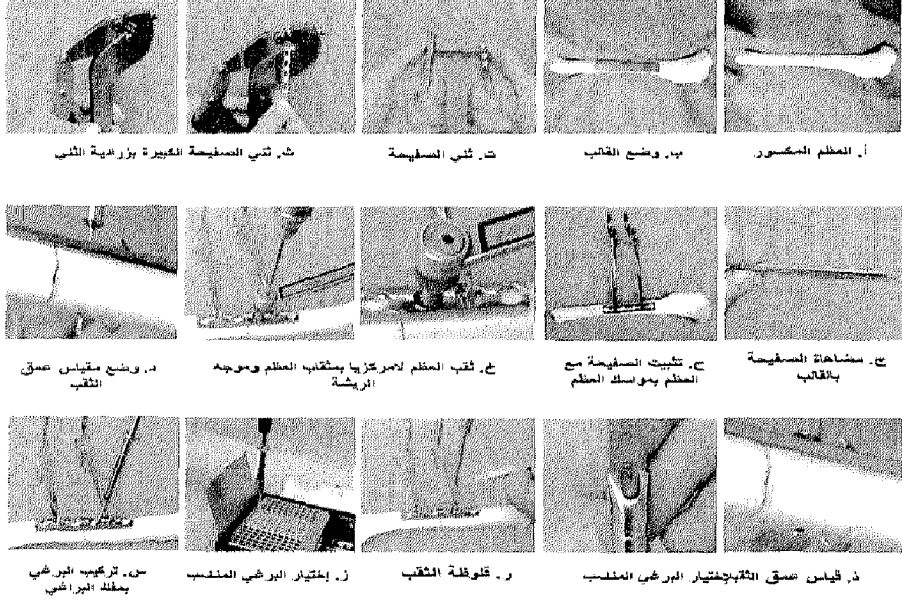 أ. العظم المكسور.
ب. وضع القالب
ت. ثني الصفيحة
ث. ثني الصفيحة الكبيرة بزردية الثني
ج. مضاهاة الصفيحة
بالقالب
ح. تثبيت الصفيحة مع
العظم بمواسك العظم
خ. ثقب العظم لامركزيا بمثقاب العظم وموجه
الريشة
د. وضع مقياس عمق
الثقب
ذ. قياس عمق الثقب
إختيار البرغي المناسب
ر. قلوظة الثقب
ز. إختيار البرغي المناسب
س. تركيب البرغي
بمفك البراغي